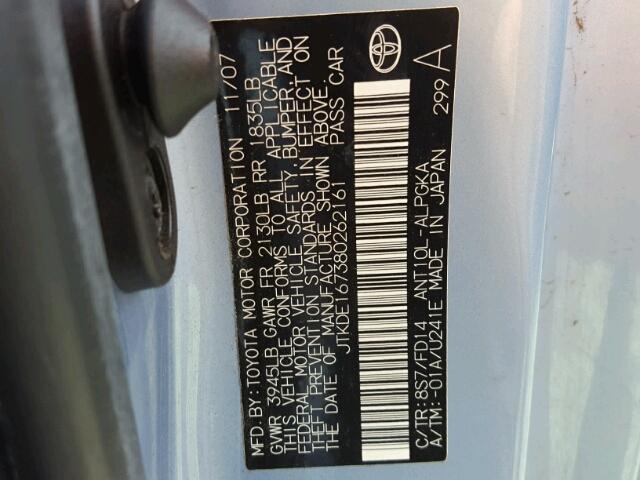 MFD.BY:TOYOTA MOTOR CORPORATION 11/07
GVWR 3945LB GAWR FR 2130LB RR 1835LB
THIS VEHICLE CONFORMS TO ALL APPLICABLE
FEDERAL MOTOR VEHICLE SAFETY, BUMPER, AND
THEFT PREVENTION STANDARDS IN EFFECT ON
THE DATE OF MANUFACTURE SHOWN ABOVE.
JTKDE167380262161 PASS CAR
C/TR:8S7/FD14 ANT10L-ALPGKA
A/TM:-01A/U241E MADE IN JAPAN 299 A